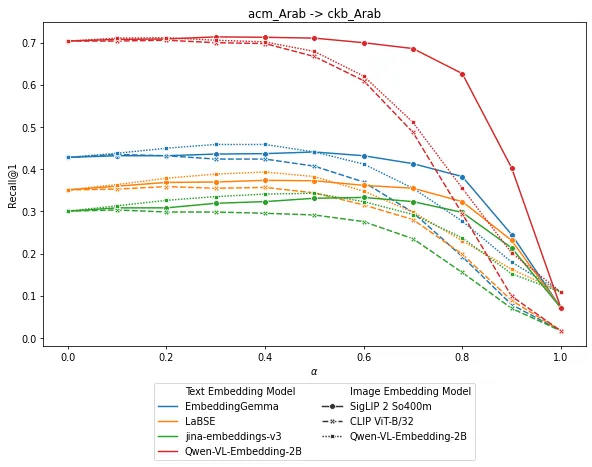 acm_Arab -> ckb_Arab
Recall@1
0.7
0.6
0.5
0.4
0.3
0.2
0.1
0.0
0.0 0.2 0.4 0.6 0.8 1.0
α
Text Embedding Model Image Embedding Model
EmbeddingGemma SigLIP 2 So400m
LaBSE CLIP ViT-B/32
jina-embeddings-v3 Qwen-VL-Embedding-2B
Qwen-VL-Embedding-2B